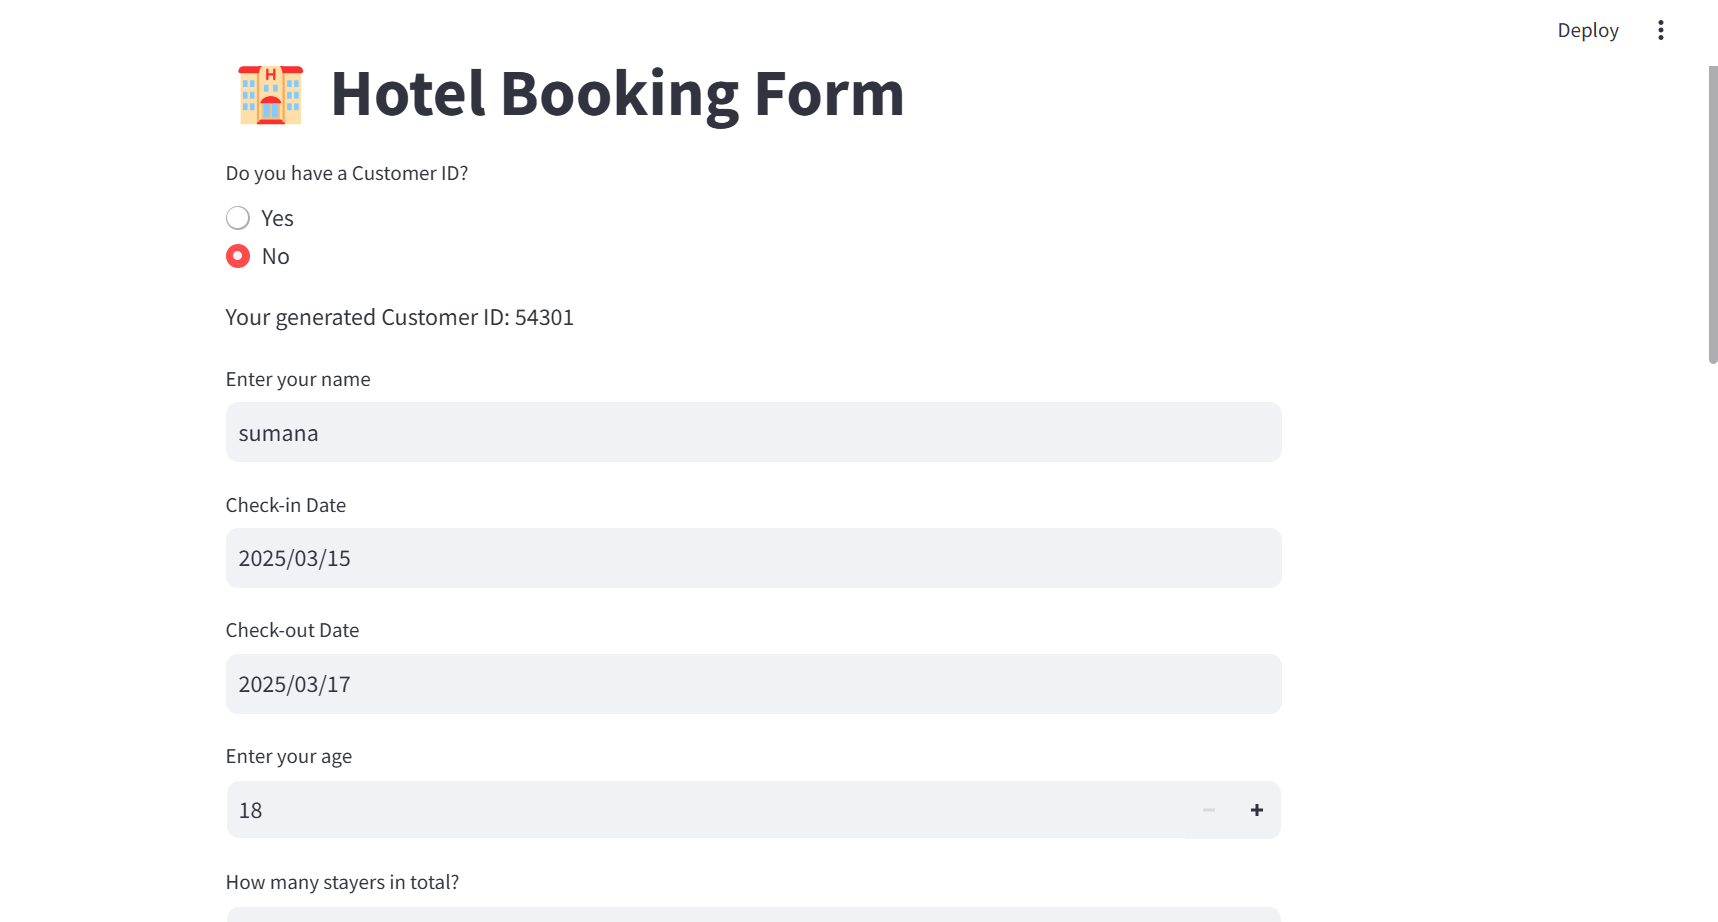 Deploy
H
Hotel Booking Form
Do you have a Customer ID?
Yes
No
Your generated Customer ID: 54301
Enter your name
sumana
Check-in Date
2025/03/15
Check-out Date
2025/03/17
Enter your age
18
How many stayers in total?